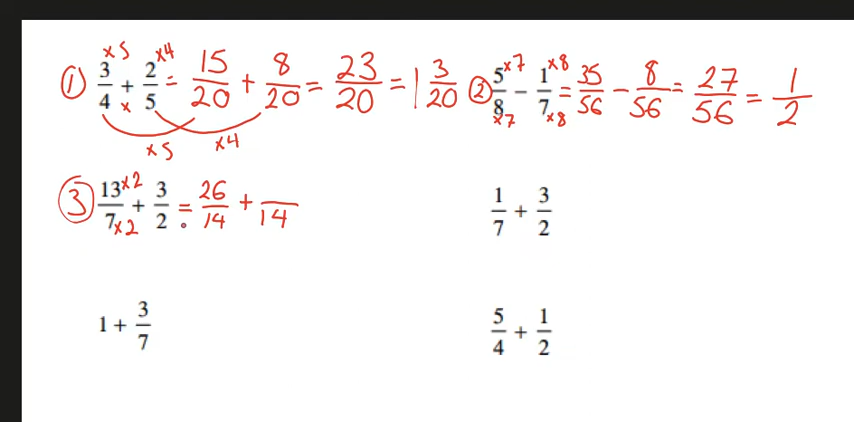 ① ×5 ×4
3/4 + 2/5 = 15/20 + 8/20 = 23/20 = 1 3/20
×
×5 ×4
② 5×7/8×7 − 1×8/7×8 = 35/56 − 8/56 = 27/56 = 1/2
③ 13×2/7×2 + 3/2 = 26/14 + /14
1/7 + 3/2
1 + 3/7
5/4 + 1/2